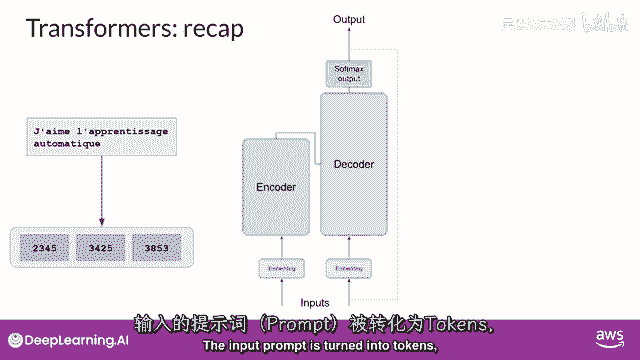 Transformers: recap
Output
Softmax
output
J'aime l'apprentissage
automatique
Encoder
Decoder
2345
3425
3853
Embedding
Embedding
Inputs
输入的提示词（Prompt）被转化为Tokens，
The input prompt is turned into tokens,
DeepLearning.AI
aws